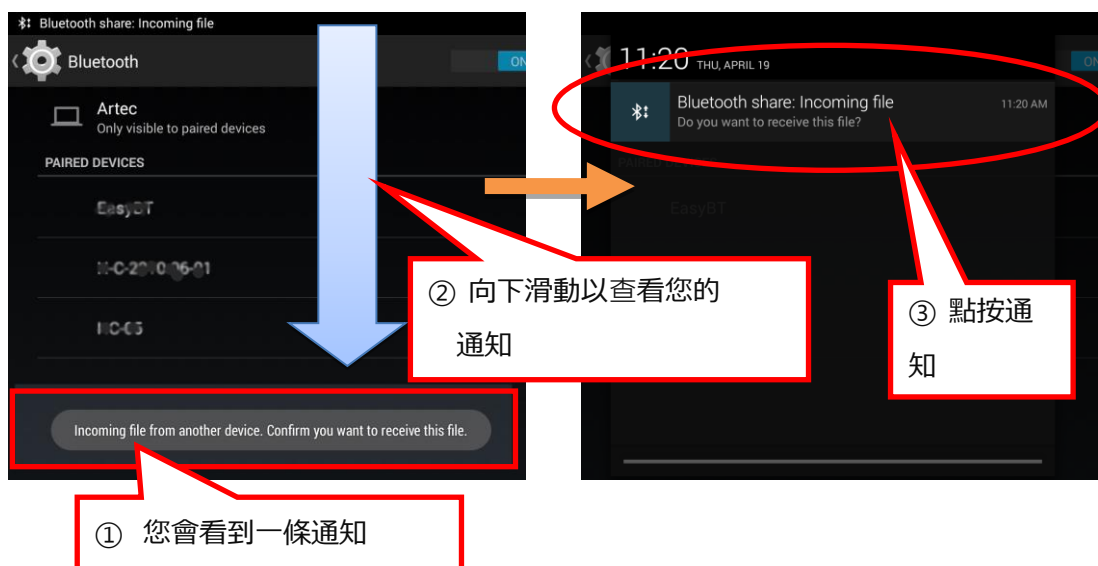 Bluetooth share: Incoming file
Bluetooth
ON
Artec
Only visible to paired devices
PAIRED DEVICES
EasyBT
Incoming file from another device. Confirm you want to receive this file.
① 您會看到一條通知
② 向下滑動以查看您的
通知
11:20 THU, APRIL 19
ON
Bluetooth share: Incoming file
11:20 AM
Do you want to receive this file?
PAIRED DEVICES
EasyBT
③ 點按通
知